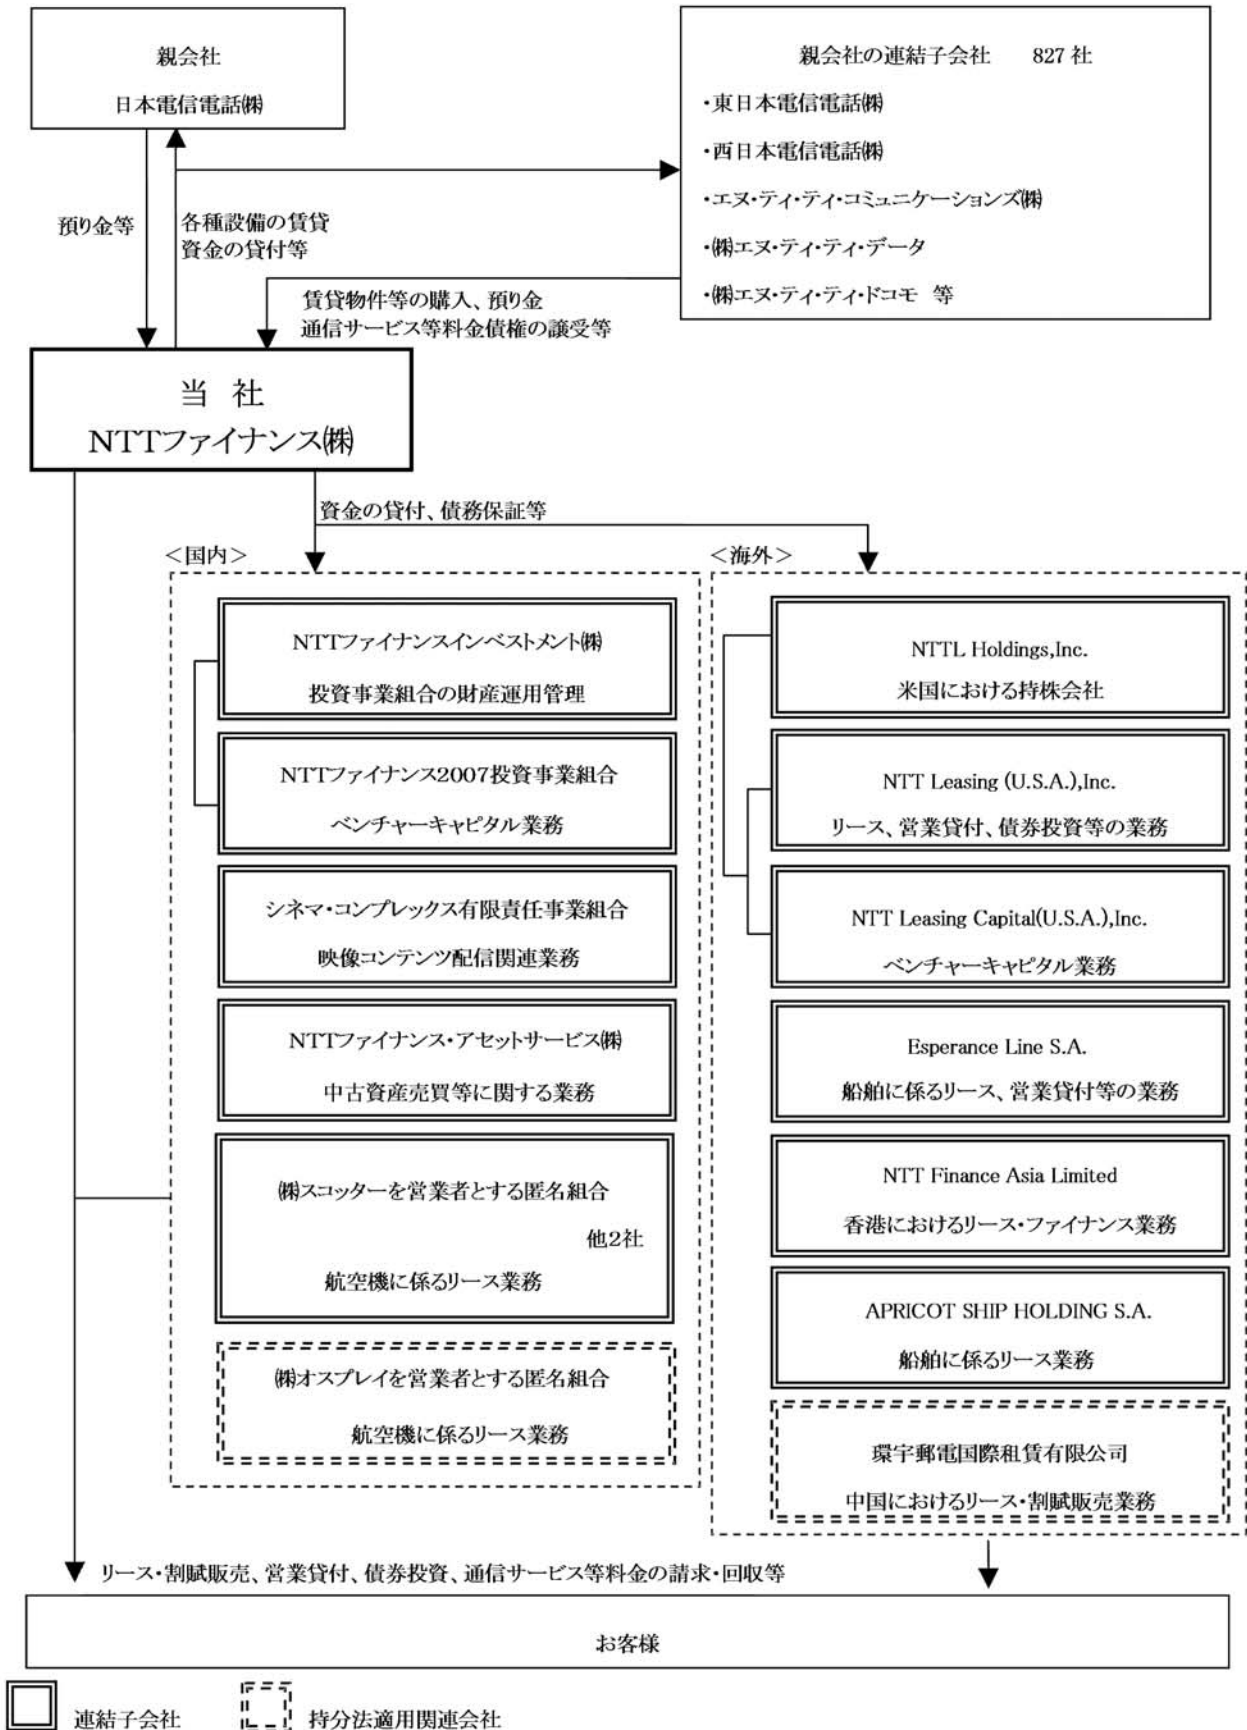 親会社
日本電信電話㈱
親会社の連結子会社　827 社
・東日本電信電話㈱
・西日本電信電話㈱
・エヌ・ティ・ティ・コミュニケーションズ㈱
・㈱エヌ・ティ・ティ・データ
・㈱エヌ・ティ・ティ・ドコモ 等
預り金等
各種設備の賃貸
資金の貸付等
賃貸物件等の購入、預り金
通信サービス等料金債権の譲受等
当 社
NTTファイナンス㈱
資金の貸付、債務保証等
＜国内＞
NTTファイナンスインベストメント㈱
投資事業組合の財産運用管理
NTTファイナンス2007投資事業組合
ベンチャーキャピタル業務
シネマ・コンプレックス有限責任事業組合
映像コンテンツ配信関連業務
NTTファイナンス・アセットサービス㈱
中古資産売買等に関する業務
㈱スコッターを営業者とする匿名組合
他2社
航空機に係るリース業務
㈱オスプレイを営業者とする匿名組合
航空機に係るリース業務
＜海外＞
NTTL Holdings,Inc.
米国における持株会社
NTT Leasing (U.S.A.),Inc.
リース、営業貸付、債券投資等の業務
NTT Leasing Capital(U.S.A.),Inc.
ベンチャーキャピタル業務
Esperance Line S.A.
船舶に係るリース、営業貸付等の業務
NTT Finance Asia Limited
香港におけるリース・ファイナンス業務
APRICOT SHIP HOLDING S.A.
船舶に係るリース業務
環宇郵電国際租賃有限公司
中国におけるリース・割賦販売業務
リース・割賦販売、営業貸付、債券投資、通信サービス等料金の請求・回収等
お客様
連結子会社
持分法適用関連会社